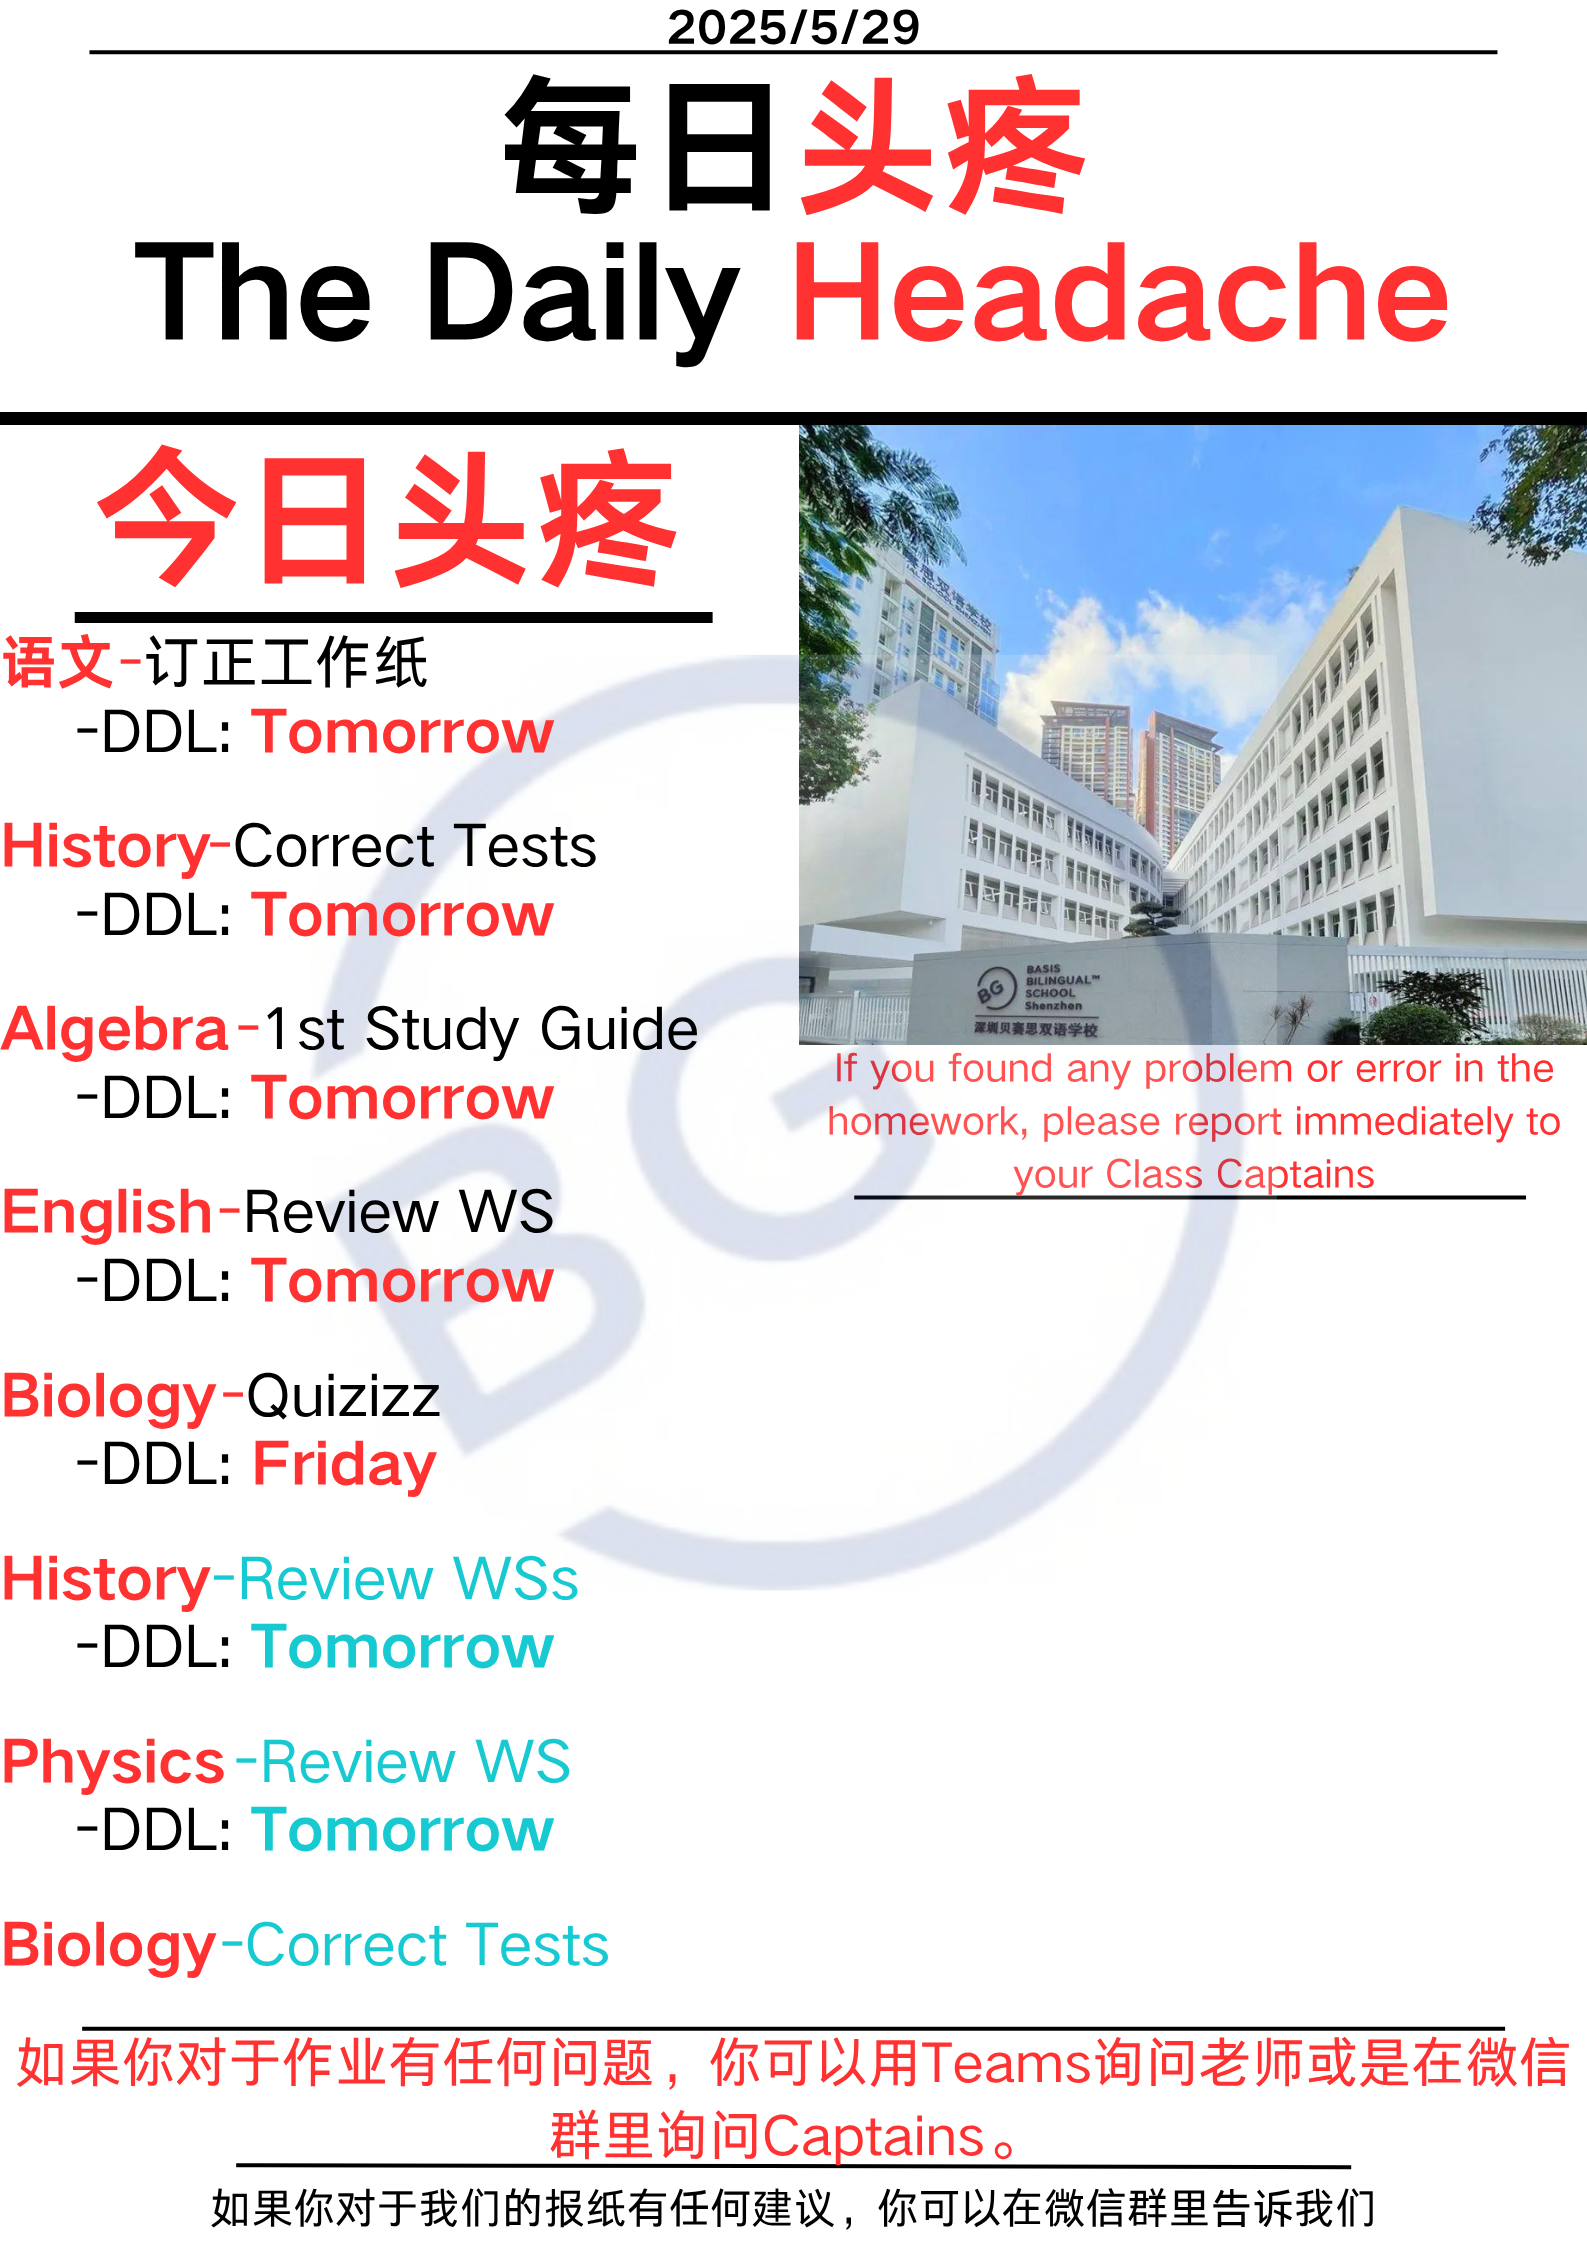 2025/5/29
每日头疼
The Daily Headache
今日头疼
语文-订正工作纸
-DDL: Tomorrow
History-Correct Tests
-DDL: Tomorrow
Algebra-1st Study Guide
-DDL: Tomorrow
English-Review WS
-DDL: Tomorrow
Biology-Quizizz
-DDL: Friday
History-Review WSs
-DDL: Tomorrow
Physics-Review WS
-DDL: Tomorrow
Biology-Correct Tests
思双语学校
BG
BASIS
BILINGUAL™
SCHOOL
Shenzhen
深圳贝赛思双语学校
If you found any problem or error in the
homework, please report immediately to
your Class Captains
BG
如果你对于作业有任何问题，你可以用Teams询问老师或是在微信
群里询问Captains。
如果你对于我们的报纸有任何建议，你可以在微信群里告诉我们